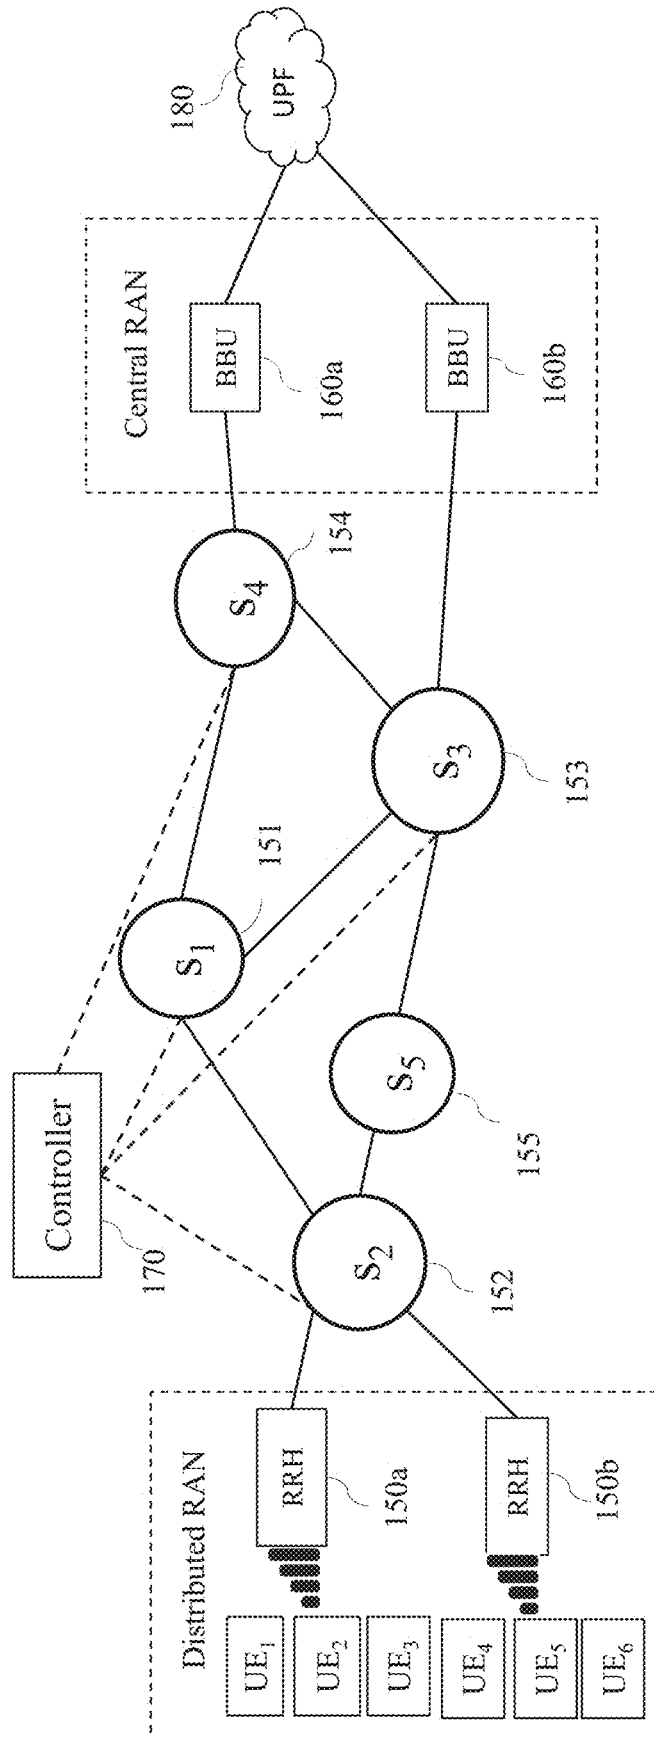 Controller
170
Distributed RAN
UE1
UE2
UE3
RRH
150a
UE4
UE5
UE6
RRH
150b
S2
152
S5
155
S1
151
S3
153
S4
154
Central RAN
BBU
160a
BBU
160b
180
UPF